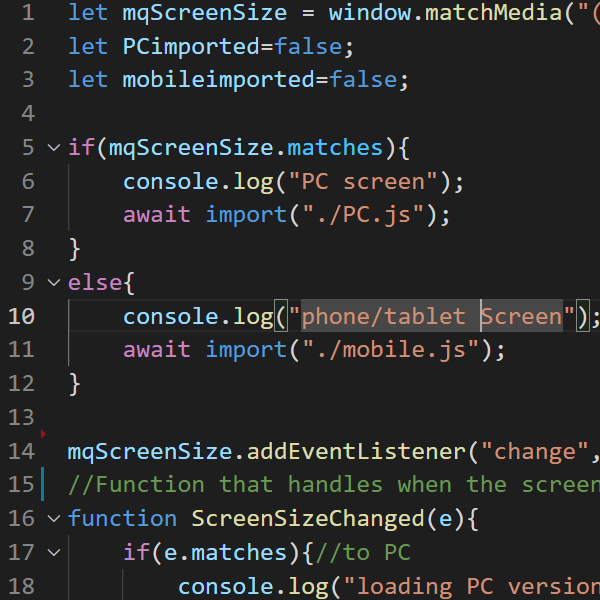 1 let mqScreenSize = window.matchMedia("(
2 let PCimported=false;
3 let mobileimported=false;
4
5 if(mqScreenSize.matches){
6 console.log("PC screen");
7 await import("./PC.js");
8 }
9 else{
10 console.log("phone/tablet Screen");
11 await import("./mobile.js");
12 }
13
14 mqScreenSize.addEventListener("change",
15 //Function that handles when the screen
16 function ScreenSizeChanged(e){
17 if(e.matches){//to PC
18 console.log("loading PC version